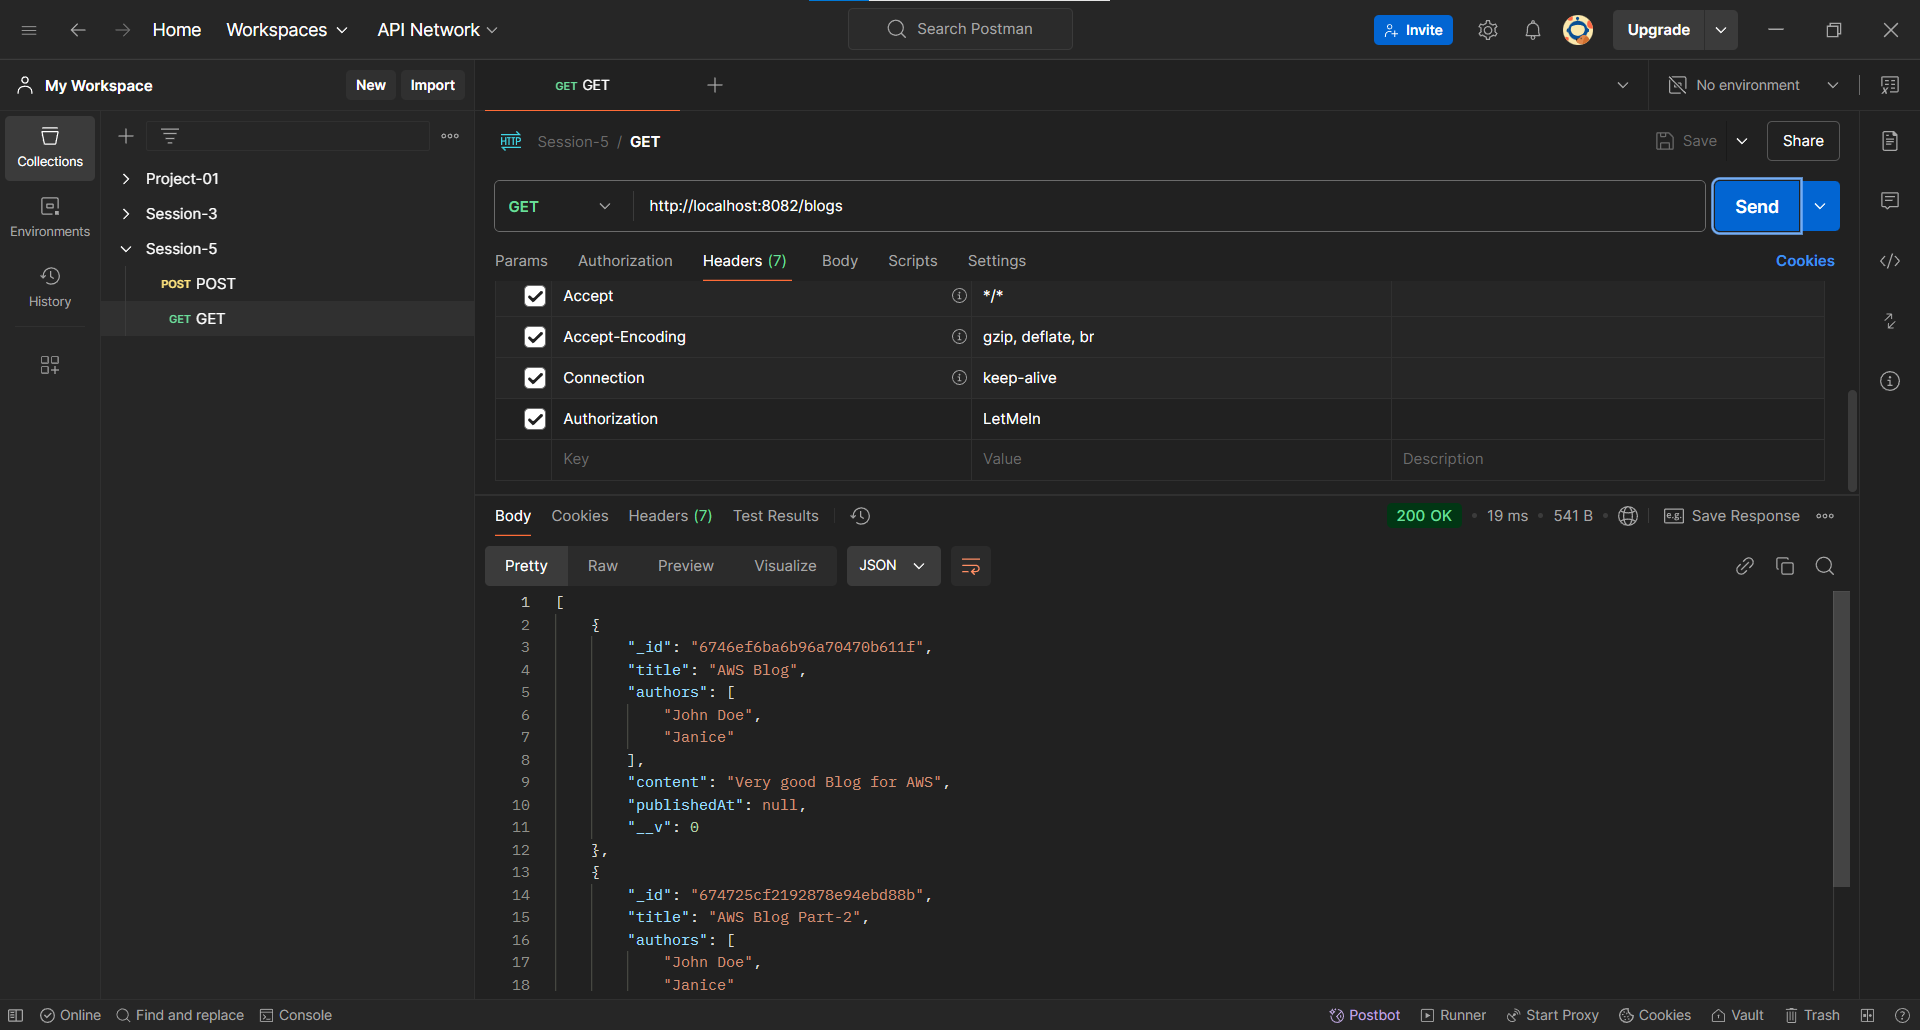 Home Workspaces API Network Search Postman Invite Upgrade
My Workspace New Import GET GET No environment
Collections
Environments
History
Project-01
Session-3
Session-5
POST POST
GET GET
HTTP Session-5 / GET Save Share
GET http://localhost:8082/blogs Send
Params Authorization Headers (7) Body Scripts Settings Cookies
Accept */*
Accept-Encoding gzip, deflate, br
Connection keep-alive
Authorization LetMeIn
Key Value Description
Body Cookies Headers (7) Test Results 200 OK • 19 ms • 541 B • e.g. Save Response
Pretty Raw Preview Visualize JSON
1 [
2 {
3 "_id": "6746ef6ba6b96a70470b611f",
4 "title": "AWS Blog",
5 "authors": [
6 "John Doe",
7 "Janice"
8 ],
9 "content": "Very good Blog for AWS",
10 "publishedAt": null,
11 "__v": 0
12 },
13 {
14 "_id": "674725cf2192878e94ebd88b",
15 "title": "AWS Blog Part-2",
16 "authors": [
17 "John Doe",
18 "Janice"
Online Find and replace Console Postbot Runner Start Proxy Cookies Vault Trash